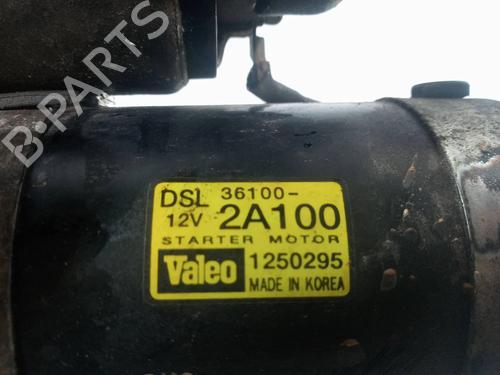 B-PARTS
DSL 36100-
12V 2A100
STARTER MOTOR
Valeo 1250295
MADE IN KOREA